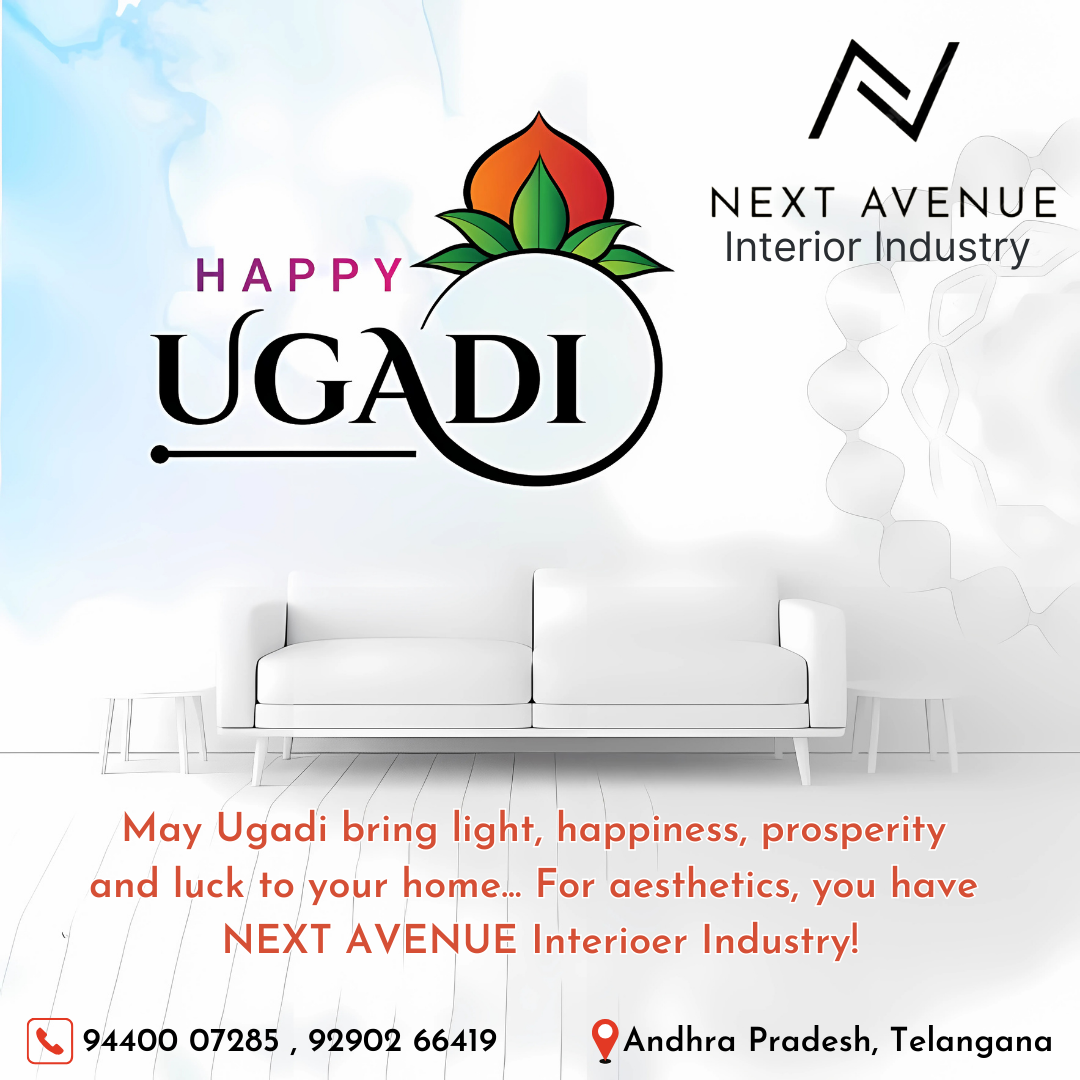 NEXT AVENUE
Interior Industry
HAPPY
UGADI
May Ugadi bring light, happiness, prosperity
and luck to your home... For aesthetics, you have
NEXT AVENUE Interioer Industry!
94400 07285 , 92902 66419
Andhra Pradesh, Telangana